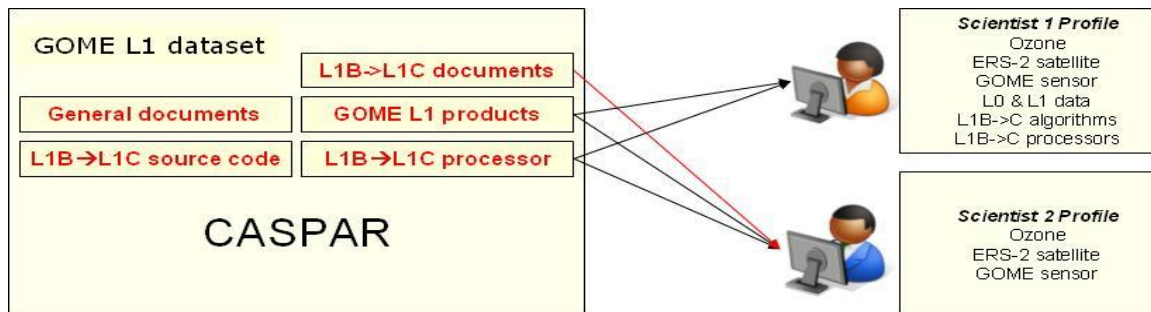 GOME L1 dataset
L1B->L1C documents
General documents
GOME L1 products
L1B→L1C source code
L1B→L1C processor
CASPAR
Scientist 1 Profile
Ozone
ERS-2 satellite
GOME sensor
L0 & L1 data
L1B->C algorithms
L1B->C processors
Scientist 2 Profile
Ozone
ERS-2 satellite
GOME sensor